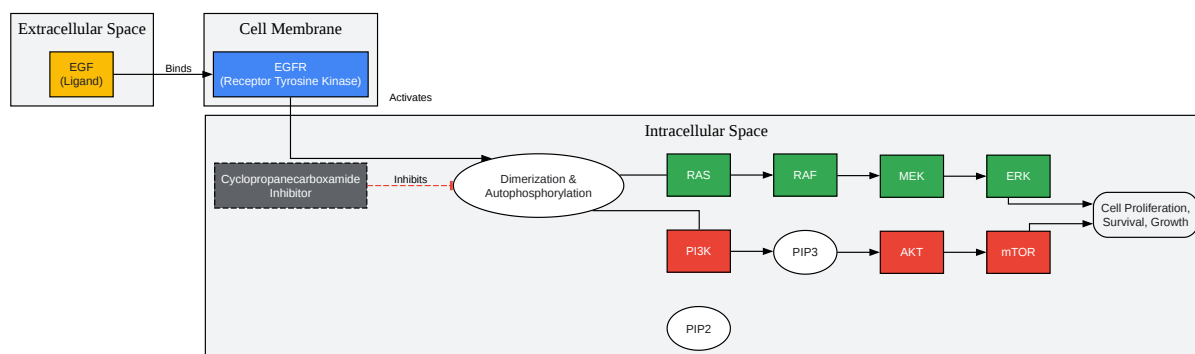 Extracellular Space
Cell Membrane
EGF
(Ligand)
Binds
EGFR
(Receptor Tyrosine Kinase)
Activates
Intracellular Space
Cyclopropanecarboxamide
Inhibitor
Inhibits
Dimerization &
Autophosphorylation
RAS
RAF
MEK
ERK
Cell Proliferation,
Survival, Growth
PI3K
PIP3
AKT
mTOR
PIP2